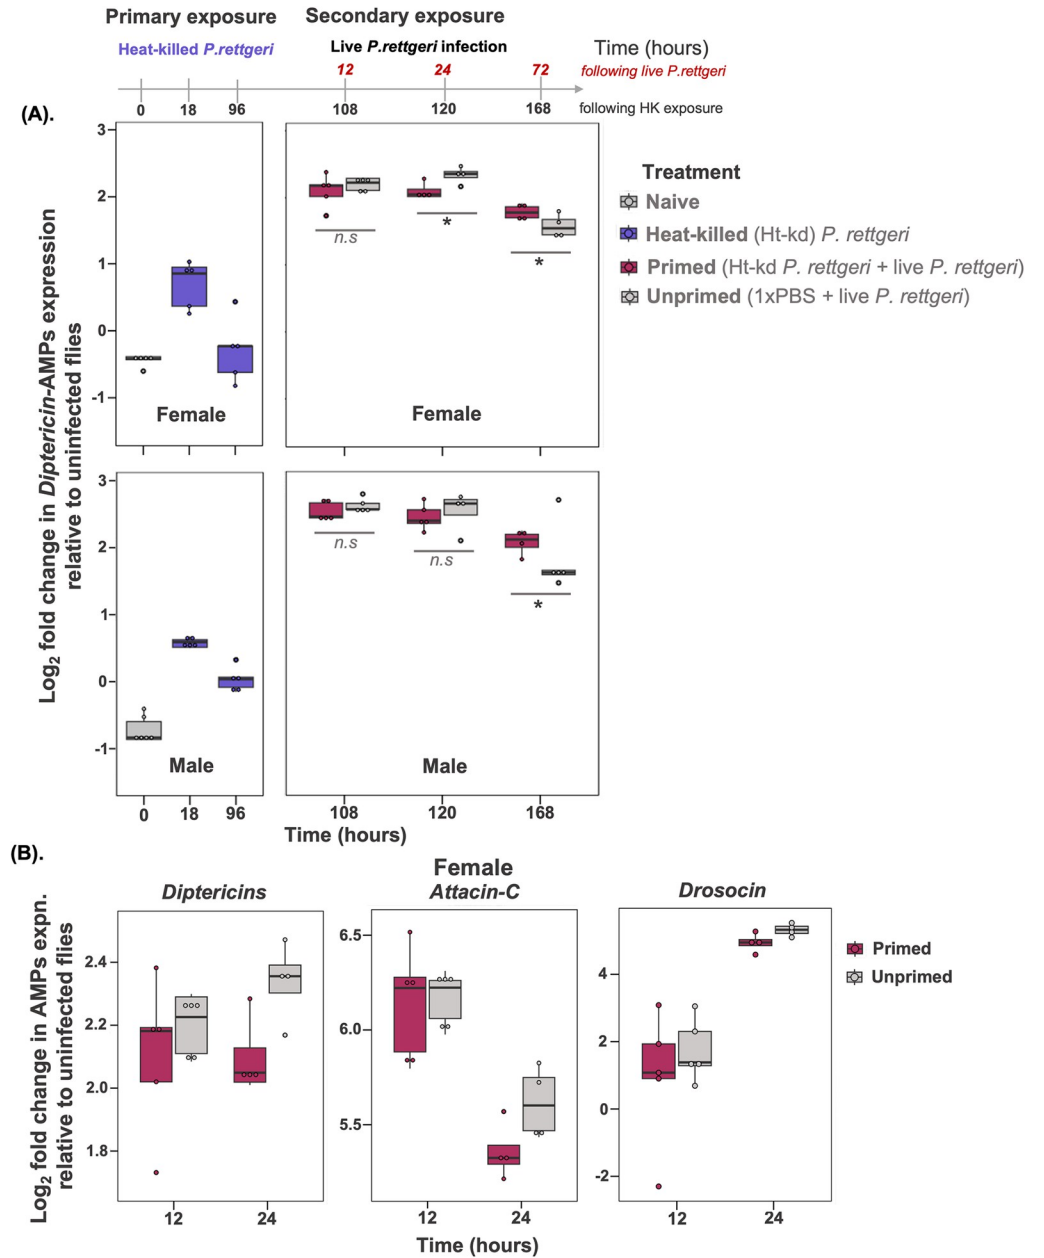 Primary exposure
Secondary exposure
Heat-killed P.rettgeri
Live P.rettgeri infection
Time (hours)
12 24 72
following live P.rettgeri
0 18 96
108 120 168
following HK exposure
(A).
3
2
1
0
-1
Female
Female
n.s
*
*
Treatment
Naive
Heat-killed (Ht-kd) P. rettgeri
Primed (Ht-kd P. rettgeri + live P. rettgeri)
Unprimed (1xPBS + live P. rettgeri)
Log2 fold change in Diptericin-AMPs expression
relative to uninfected flies
3
2
1
0
-1
Male
Male
n.s
n.s
*
0 18 96
108 120 168
Time (hours)
(B).
Female
Diptericins
Attacin-C
Drosocin
Log2 fold change in AMPs expn.
relative to uninfected flies
2.4
2.2
2.0
1.8
6.5
6.0
5.5
4
2
0
-2
Primed
Unprimed
12 24
12 24
12 24
Time (hours)